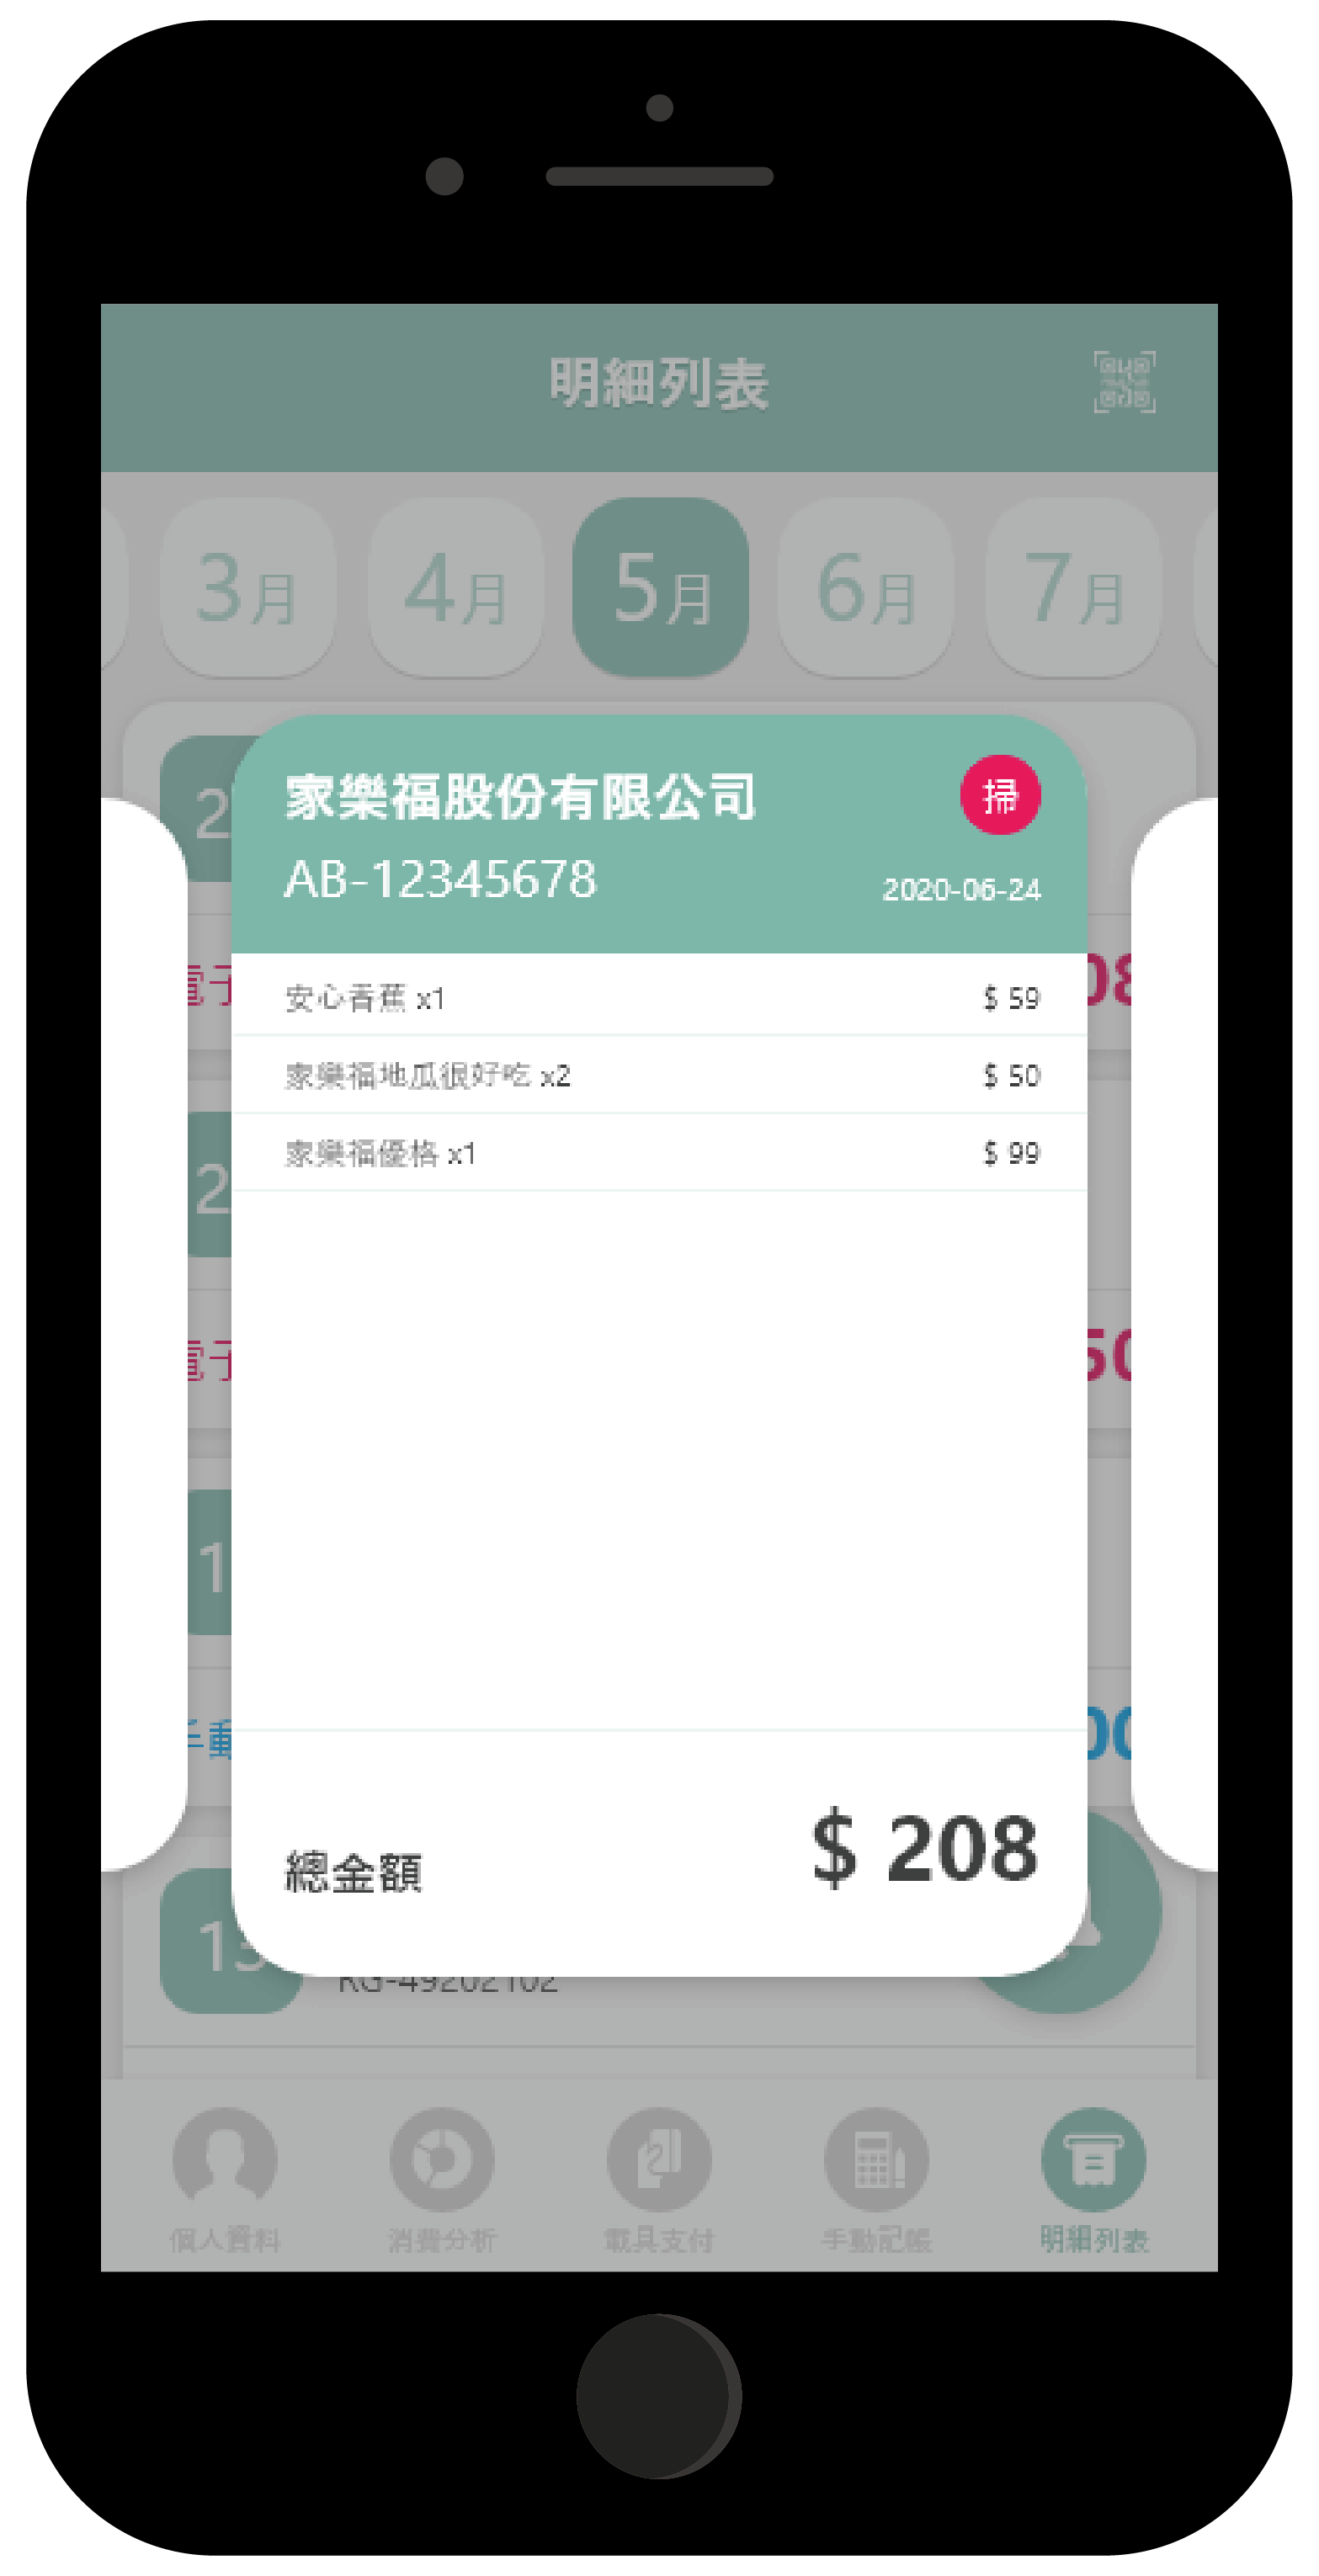 明細列表
3月 4月 5月 6月 7月
家樂福股份有限公司 掃
AB-12345678 2020-06-24
安心香蕉 x1 $ 59
家樂福地瓜很好吃 x2 $ 50
家樂福優格 x1 $ 99
總金額 $ 208
RG-49202102
個人資料 消費分析 載具支付 手動記帳 明細列表